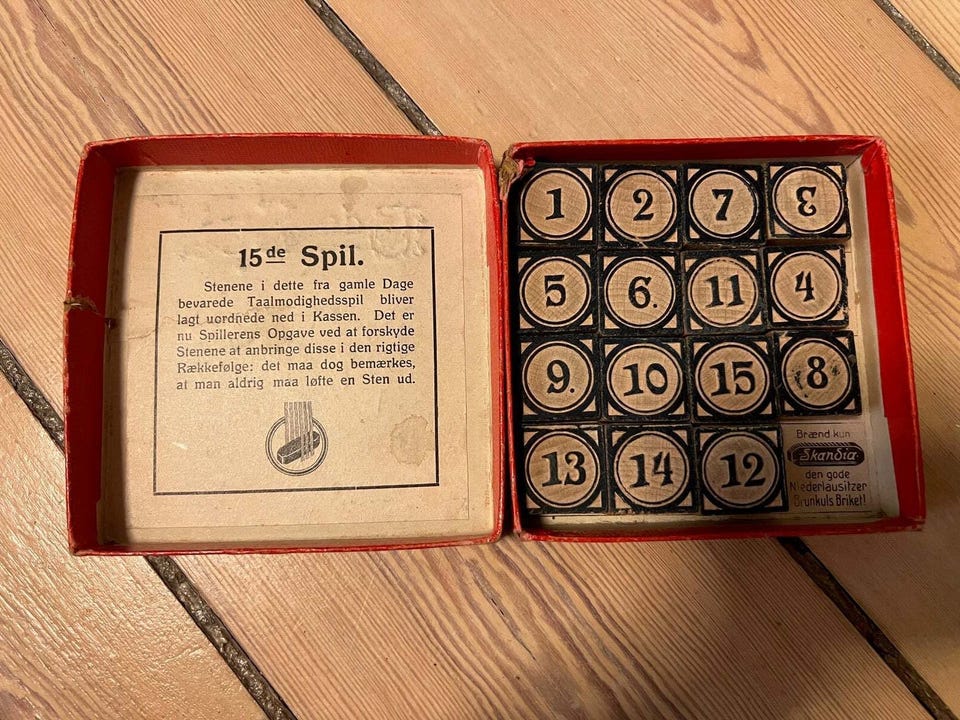 15de Spil.
Stenene i dette fra gamle Dage
bevarede Taalmodighedsspil bliver
lagt uordnede ned i Kassen. Det er
nu Spillerens Opgave ved at forskyde
Stenene at anbringe disse i den rigtige
Rækkefølge: det maa dog bemærkes,
at man aldrig maa løfte en Sten ud.
1 2 7 3
5 6. 11 4
9. 10 15 8
13 14 12
Brænd kun
Skandia
den gode
Niederlausitzer
Brunkuls Briket!